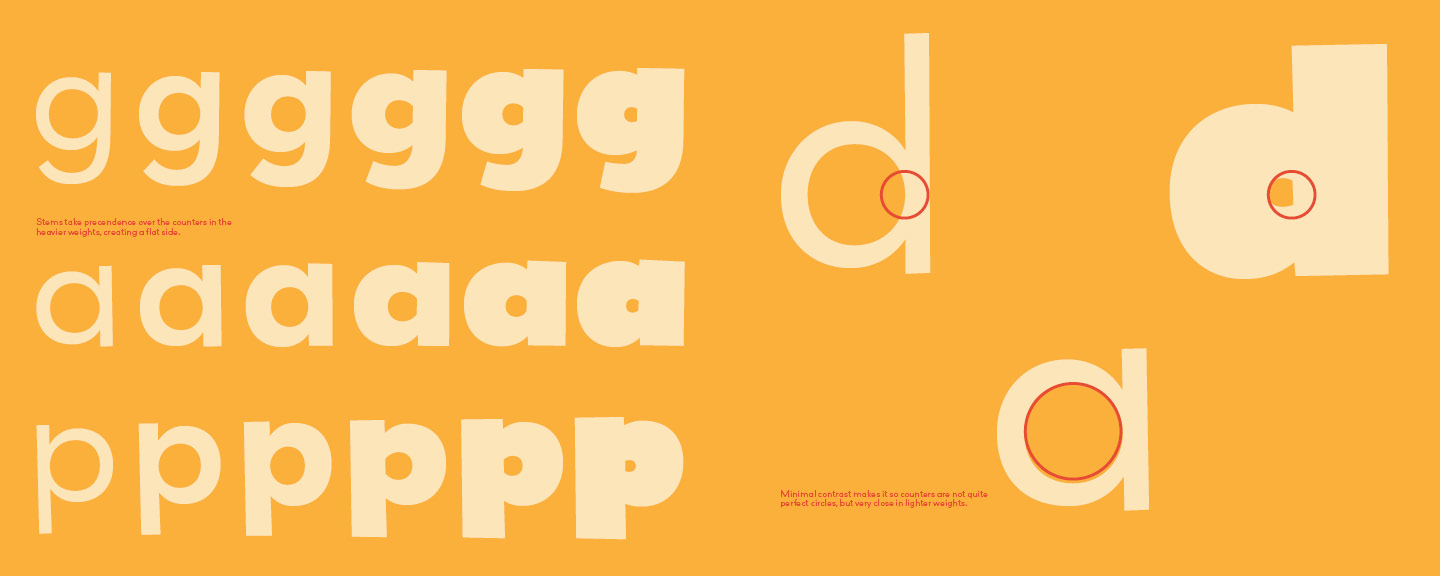 g g g g g g
Stems take precendence over the counters in the
heavier weights, creating a flat side.
a a a a a a
p p p p p p
d d
a
Minimal contrast makes it so counters are not quite
perfect circles, but very close in lighter weights.